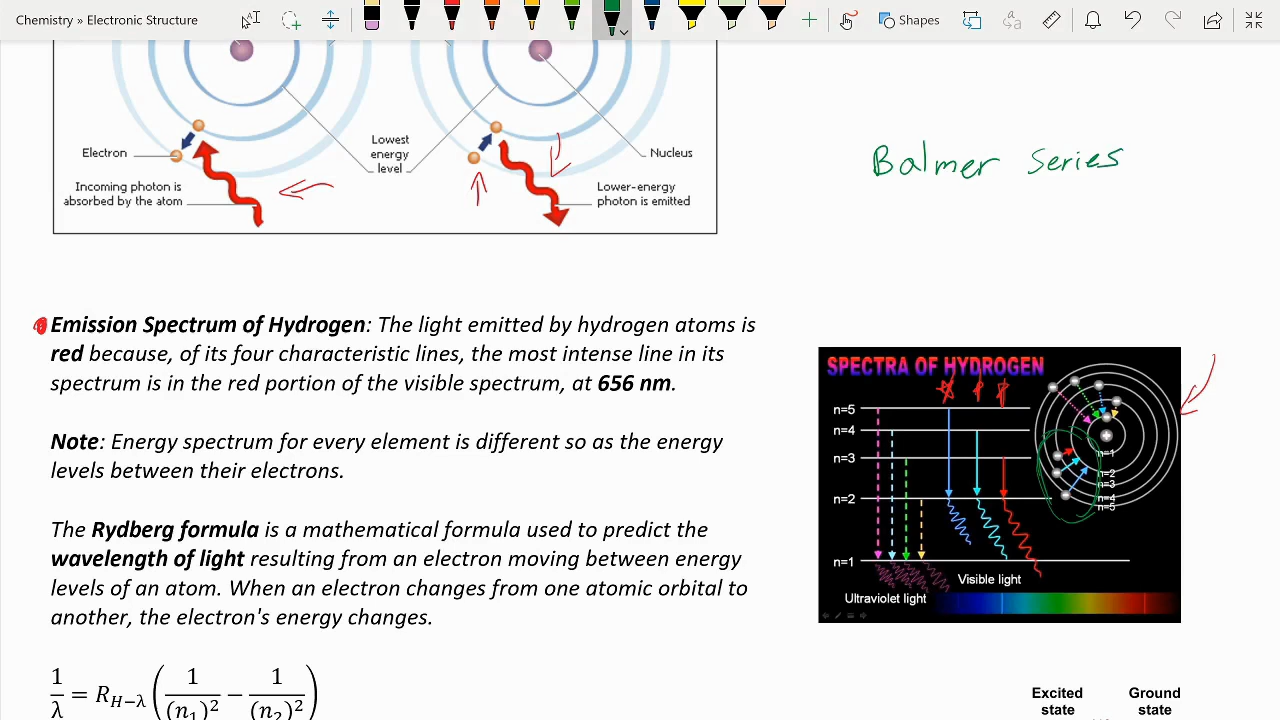 Chemistry » Electronic Structure
Shapes
Electron
Incoming photon is
absorbed by the atom
Lowest
energy
level
Nucleus
Lower-energy
photon is emitted
Balmer Series
Emission Spectrum of Hydrogen: The light emitted by hydrogen atoms is
red because, of its four characteristic lines, the most intense line in its
spectrum is in the red portion of the visible spectrum, at 656 nm.
Note: Energy spectrum for every element is different so as the energy
levels between their electrons.
The Rydberg formula is a mathematical formula used to predict the
wavelength of light resulting from an electron moving between energy
levels of an atom. When an electron changes from one atomic orbital to
another, the electron's energy changes.
1/λ = R_{H-λ} (1/(n₁)² − 1/(n₂)²)
SPECTRA OF HYDROGEN
n=5
n=4
n=3
n=2
n=1
Visible light
Ultraviolet light
n=1
n=2
n=3
n=4
n=5
Excited
state
Ground
state